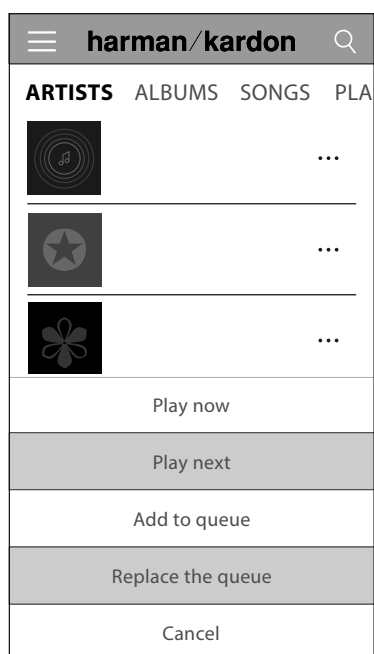 harman/kardon
ARTISTS ALBUMS SONGS PLA
...
...
...
Play now
Play next
Add to queue
Replace the queue
Cancel